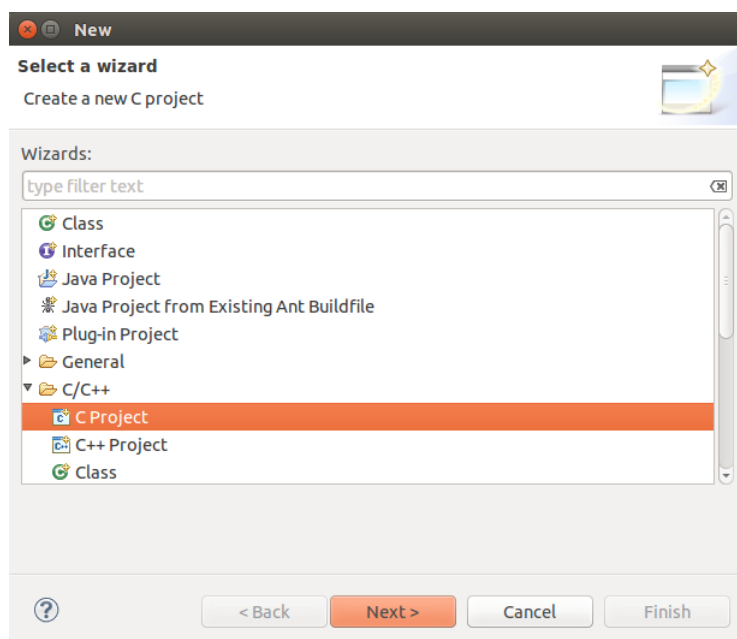 New
Select a wizard
Create a new C project
Wizards:
type filter text
Class
Interface
Java Project
Java Project from Existing Ant Buildfile
Plug-in Project
General
C/C++
C Project
C++ Project
Class
< Back Next > Cancel Finish